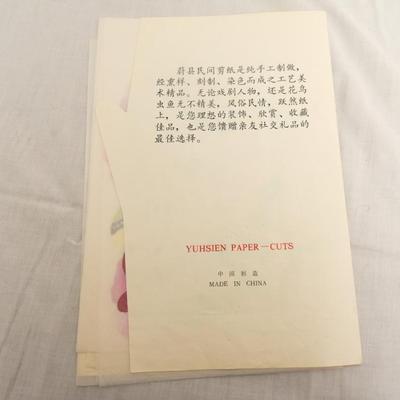 蔚县民间剪纸是纯手工制做,
经熏样、刻制、染色而成之工艺美
术精品。无论戏剧人物,还是花鸟
虫鱼无不精美,风俗民情,跃然纸
上,是您理想的装饰、欣赏、收藏
佳品,也是您馈赠亲友社交礼品的
最佳选择。
YUHSIEN PAPER—CUTS
中国制造
MADE IN CHINA